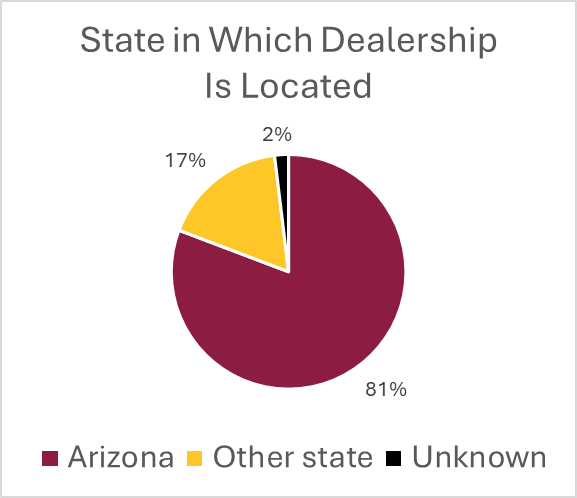 State in Which Dealership
Is Located
2%
17%
81%
Arizona Other state Unknown